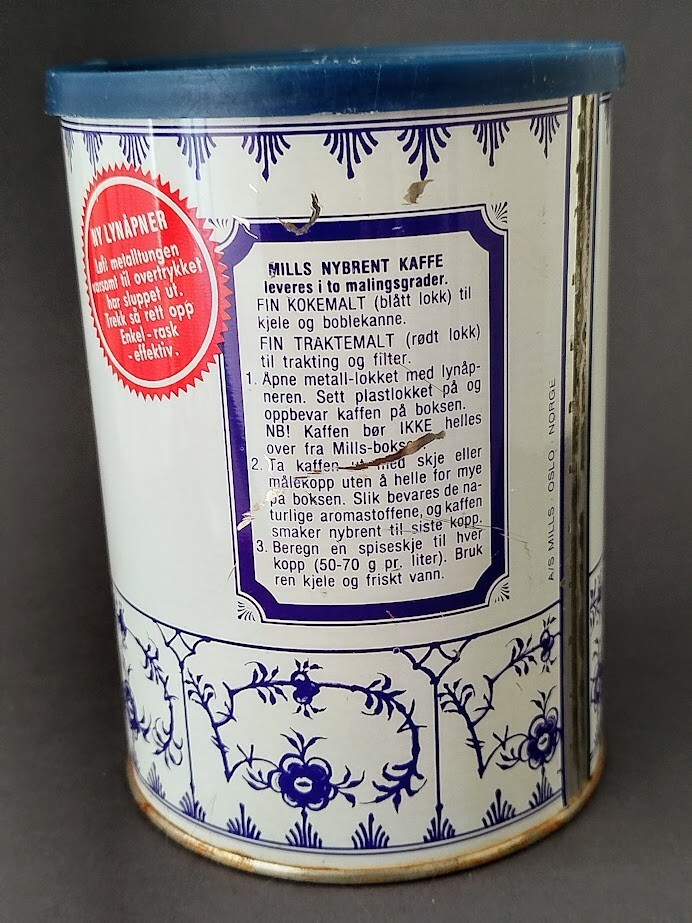 NY LYNÅPNER
Løft metalltungen
varsomt til overtrykket
har sluppet ut.
Trekk så rett opp
Enkel - rask
- effektiv.
MILLS NYBRENT KAFFE
leveres i to malingsgrader.
FIN KOKEMALT (blått lokk) til
kjele og boblekanne.
FIN TRAKTEMALT (rødt lokk)
til trakting og filter.
1. Åpne metall-lokket med lynåp-
neren. Sett plastlokket på og
oppbevar kaffen på boksen.
NB! Kaffen bør IKKE helles
over fra Mills-boksen.
2. Ta kaffen ut med skje eller
målekopp uten å helle for mye
på boksen. Slik bevares de na-
turlige aromastoffene, og kaffen
smaker nybrent til siste kopp.
3. Beregn en spiseskje til hver
kopp (50-70 g pr. liter). Bruk
ren kjele og friskt vann.
A/S MILLS . OSLO . NORGE